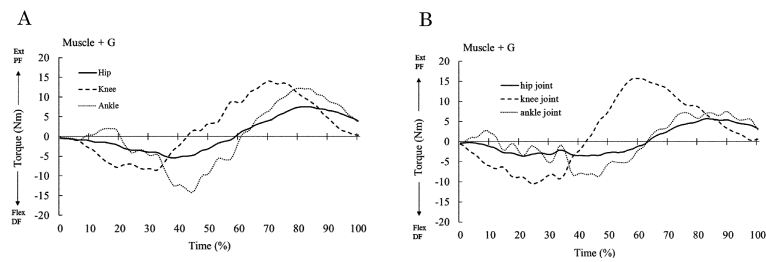 A
Muscle + G
Ext
PF
20
15
10
5
0
-5
-10
-15
-20
Flex
DF
Torque (Nm)
Hip
Knee
Ankle
0 10 20 30 40 50 60 70 80 90 100
Time (%)
B
Muscle + G
Ext
PF
20
15
10
5
0
-5
-10
-15
-20
Flex
DF
Torque (Nm)
hip joint
knee joint
ankle joint
0 10 20 30 40 50 60 70 80 90 100
Time (%)